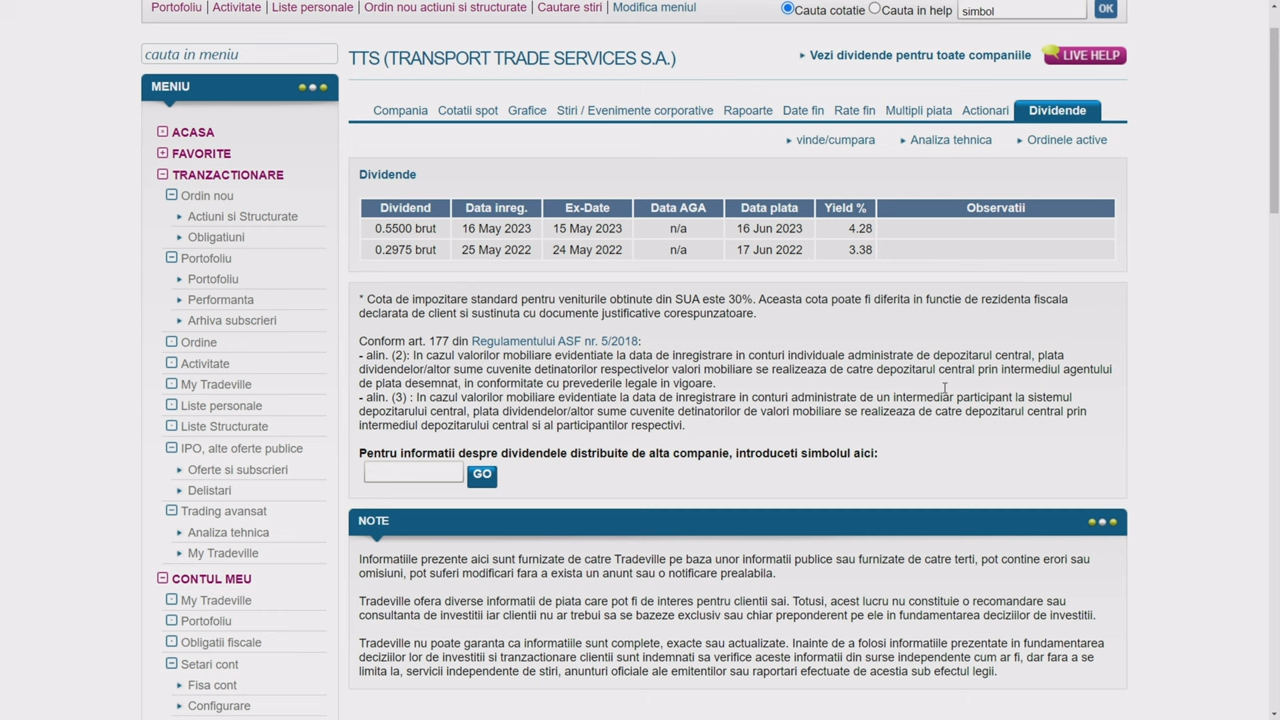 Portofoliu | Activitate | Liste personale | Ordin nou actiuni si structurate | Cautare stiri | Modifica meniul
Cauta cotatie Cauta in help simbol OK
cauta in meniu
TTS (TRANSPORT TRADE SERVICES S.A.)
Vezi dividende pentru toate companiile
LIVE HELP
MENIU
ACASA
FAVORITE
TRANZACTIONARE
Ordin nou
Actiuni si Structurate
Obligatiuni
Portofoliu
Portofoliu
Performanta
Arhiva subscrieri
Ordine
Activitate
My Tradeville
Liste personale
Liste Structurate
IPO, alte oferte publice
Oferte si subscrieri
Delistari
Trading avansat
Analiza tehnica
My Tradeville
CONTUL MEU
My Tradeville
Portofoliu
Obligatii fiscale
Setari cont
Fisa cont
Configurare
Compania Cotatii spot Grafice Stiri / Evenimente corporative Rapoarte Date fin Rate fin Multipli piata Actionari Dividende
vinde/cumpara Analiza tehnica Ordinele active
Dividende
Dividend Data inreg. Ex-Date Data AGA Data plata Yield % Observatii
0.5500 brut 16 May 2023 15 May 2023 n/a 16 Jun 2023 4.28
0.2975 brut 25 May 2022 24 May 2022 n/a 17 Jun 2022 3.38
* Cota de impozitare standard pentru veniturile obtinute din SUA este 30%. Aceasta cota poate fi diferita in functie de rezidenta fiscala
declarata de client si sustinuta cu documente justificative corespunzatoare.
Conform art. 177 din Regulamentului ASF nr. 5/2018:
- alin. (2): In cazul valorilor mobiliare evidentiate la data de inregistrare in conturi individuale administrate de depozitarul central, plata
dividendelor/altor sume cuvenite detinatorilor respectivelor valori mobiliare se realizeaza de catre depozitarul central prin intermediul agentului
de plata desemnat, in conformitate cu prevederile legale in vigoare.
- alin. (3) : In cazul valorilor mobiliare evidentiate la data de inregistrare in conturi administrate de un intermediar participant la sistemul
depozitarului central, plata dividendelor/altor sume cuvenite detinatorilor de valori mobiliare se realizeaza de catre depozitarul central prin
intermediul depozitarului central si al participantilor respectivi.
Pentru informatii despre dividendele distribuite de alta companie, introduceti simbolul aici:
GO
NOTE
Informatiile prezente aici sunt furnizate de catre Tradeville pe baza unor informatii publice sau furnizate de catre terti, pot contine erori sau
omisiuni, pot suferi modificari fara a exista un anunt sau o notificare prealabila.
Tradeville ofera diverse informatii de piata care pot fi de interes pentru clientii sai. Totusi, acest lucru nu constituie o recomandare sau
consultanta de investitii iar clientii nu ar trebui sa se bazeze exclusiv sau chiar preponderent pe ele in fundamentarea deciziilor de investitii.
Tradeville nu poate garanta ca informatiile sunt complete, exacte sau actualizate. Inainte de a folosi informatiile prezentate in fundamentarea
deciziilor lor de investitii si tranzactionare clientii sunt indemnati sa verifice aceste informatii din surse independente cum ar fi, dar fara a se
limita la, servicii independente de stiri, anunturi oficiale ale emitentilor sau raportari efectuate de acestia sub efectul legii.